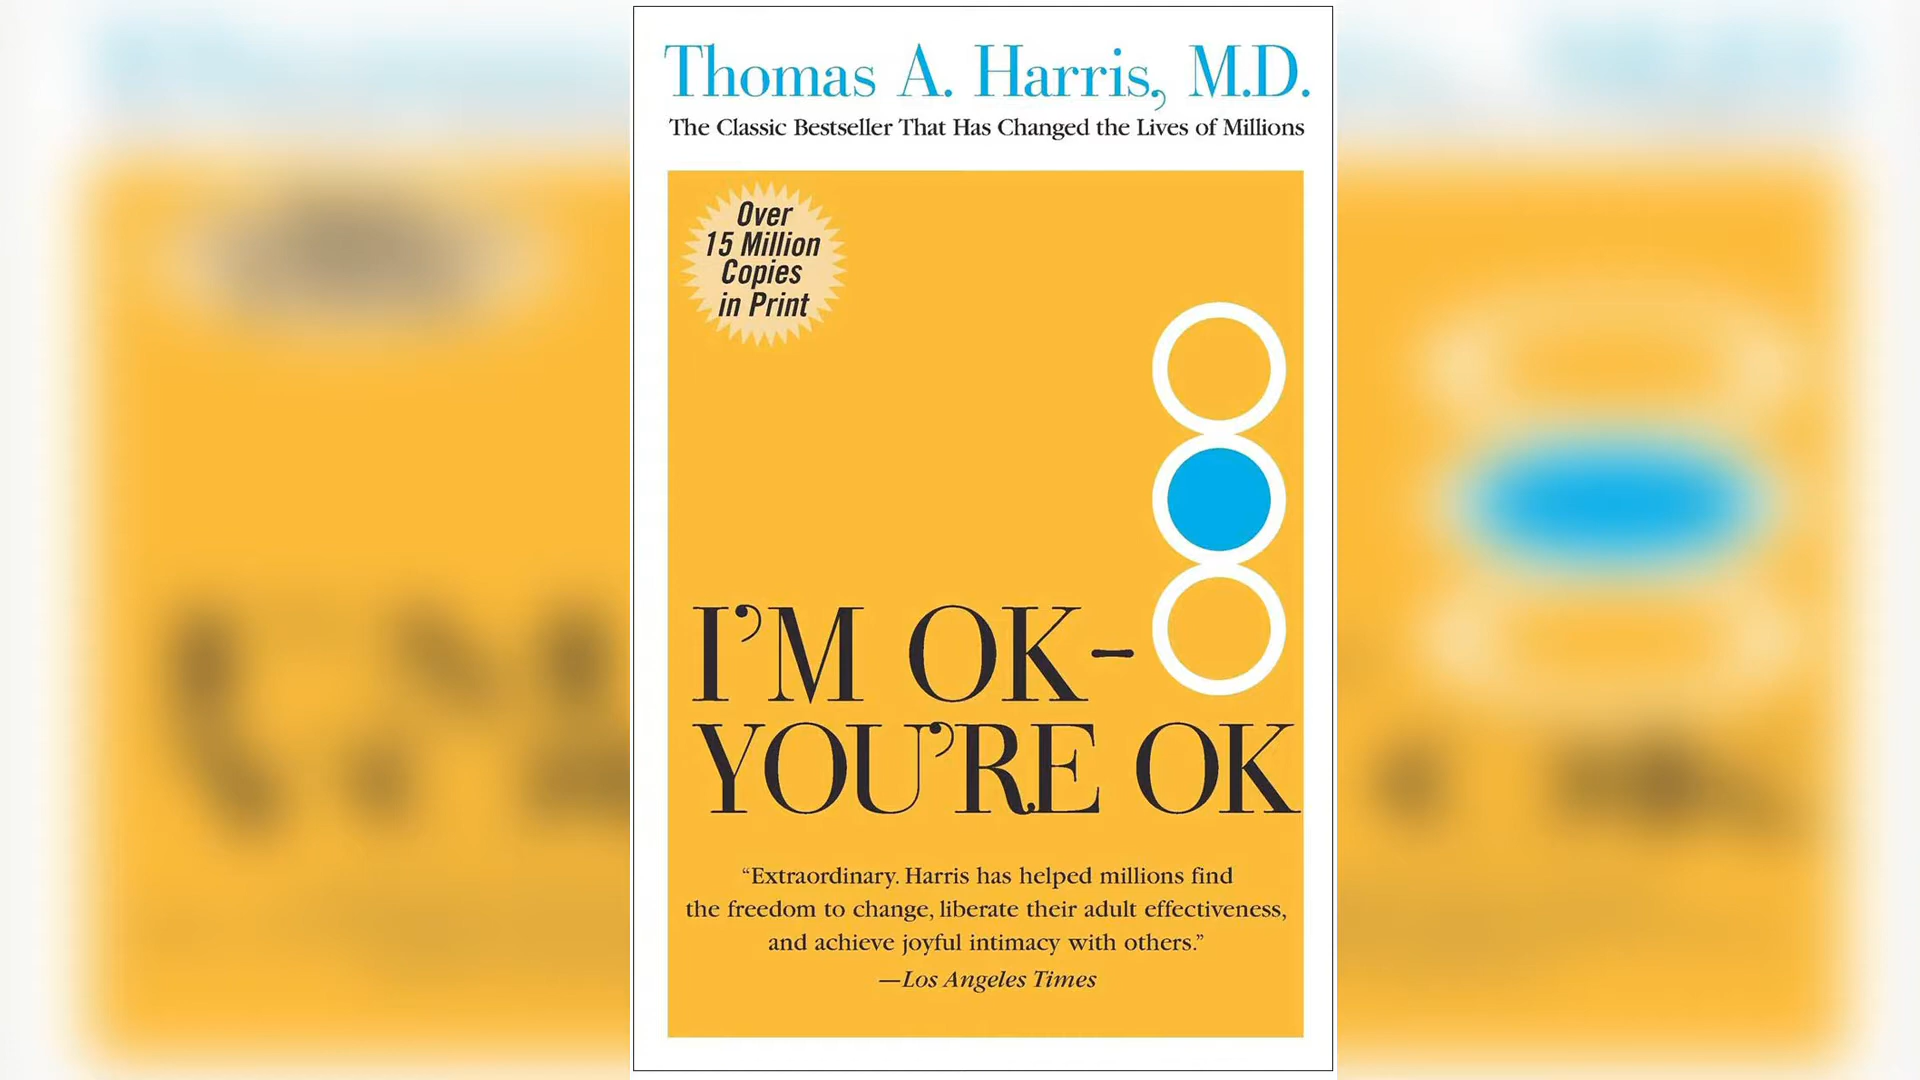 Thomas A. Harris, M.D.
The Classic Bestseller That Has Changed the Lives of Millions
Over
15 Million
Copies
in Print
I’M OK–
YOU’RE OK
“Extraordinary. Harris has helped millions find
the freedom to change, liberate their adult effectiveness,
and achieve joyful intimacy with others.”
—Los Angeles Times